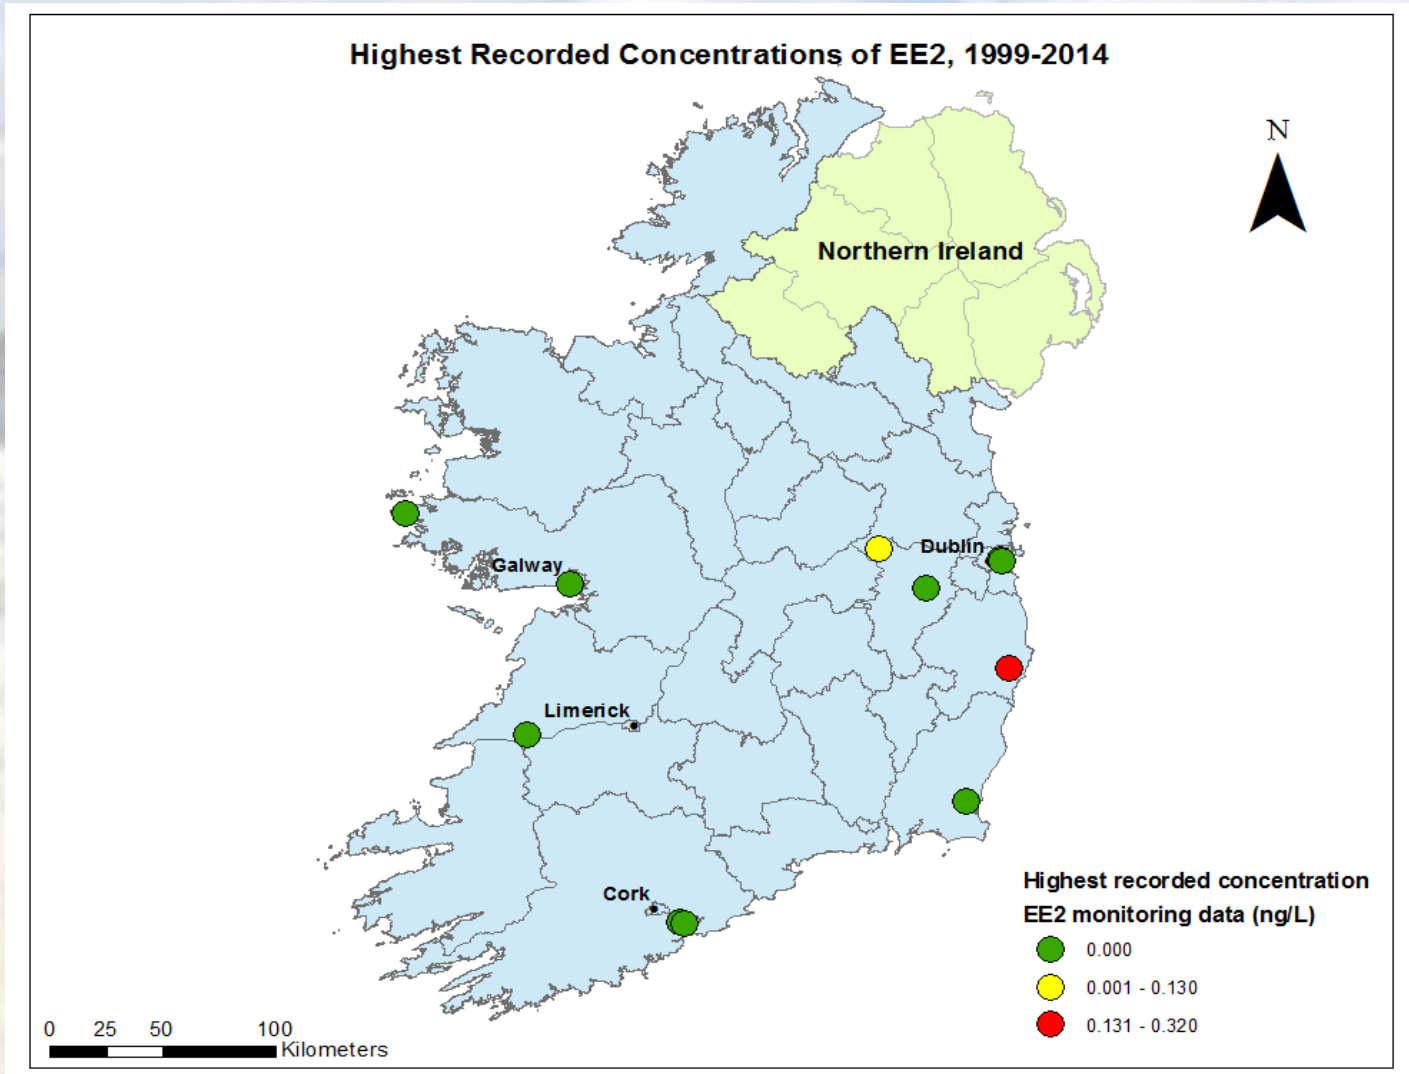 Highest Recorded Concentrations of EE2, 1999-2014
N
Northern Ireland
Dublin
Galway
Limerick
Cork
Highest recorded concentration
EE2 monitoring data (ng/L)
0.000
0.001 - 0.130
0.131 - 0.320
0 25 50 100
Kilometers